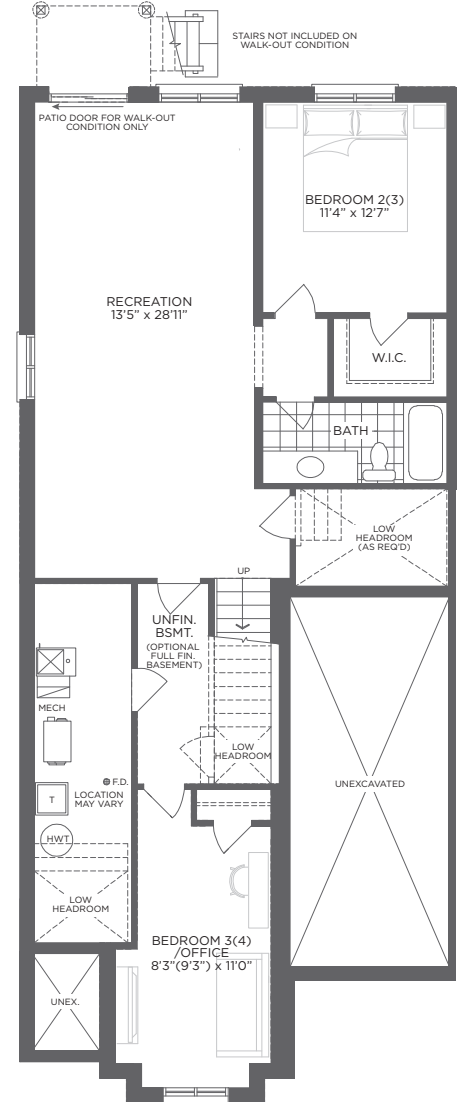 STAIRS NOT INCLUDED ON
WALK-OUT CONDITION
PATIO DOOR FOR WALK-OUT
CONDITION ONLY
BEDROOM 2(3)
11'4" x 12'7"
RECREATION
13'5" x 28'11"
W.I.C.
BATH
LOW
HEADROOM
(AS REQ'D)
UP
UNFIN.
BSMT.
(OPTIONAL
FULL FIN.
BASEMENT)
MECH
LOW
HEADROOM
F.D.
LOCATION
MAY VARY
T
UNEXCAVATED
HWT
LOW
HEADROOM
BEDROOM 3(4)
/OFFICE
8'3"(9'3") x 11'0"
UNEX.